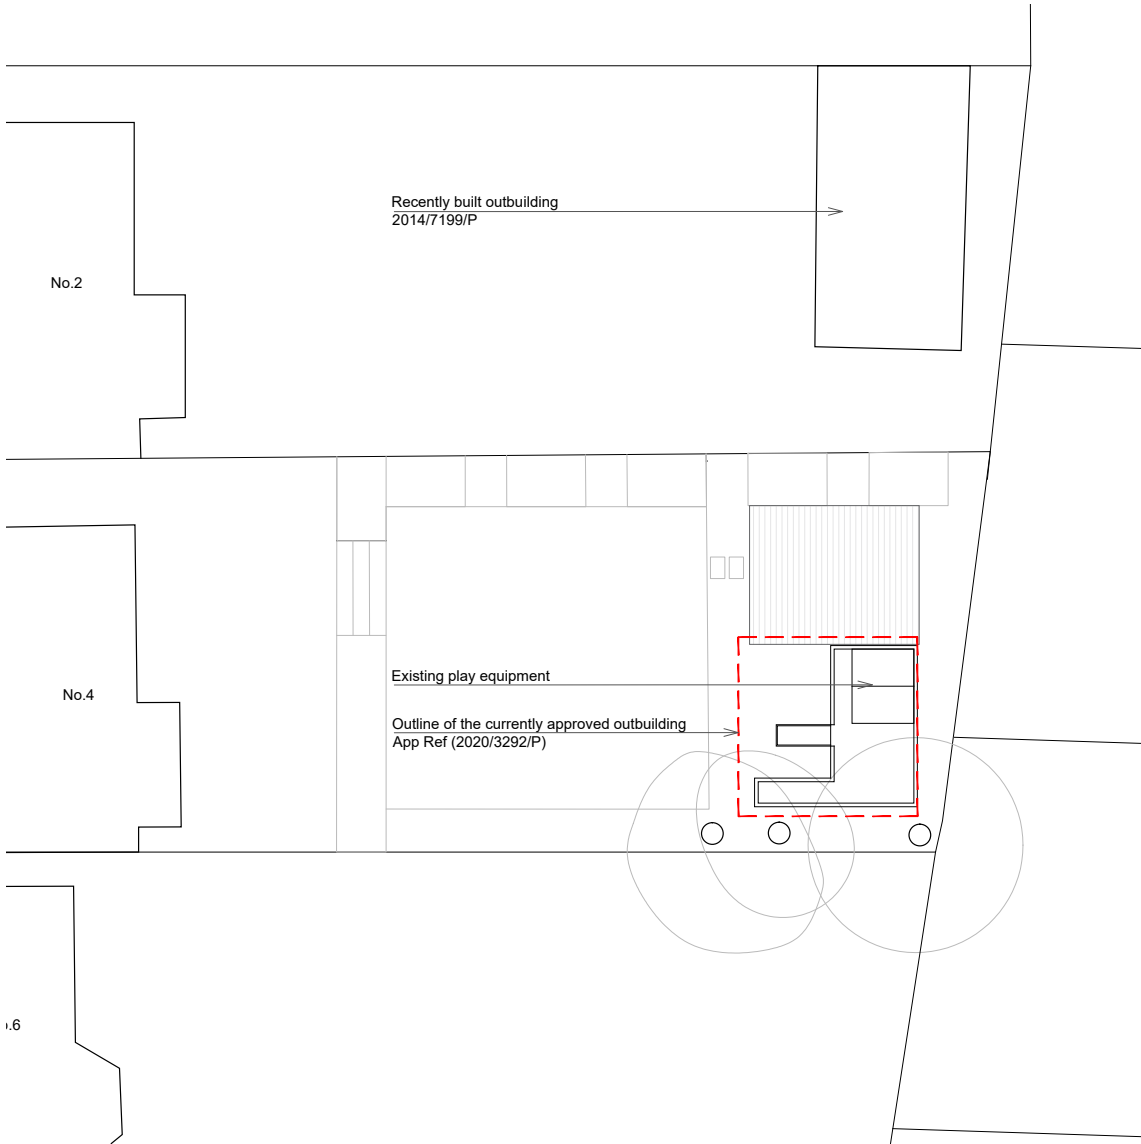 Recently built outbuilding
2014/7199/P
No.2
Existing play equipment
No.4
Outline of the currently approved outbuilding
App Ref (2020/3292/P)
.6